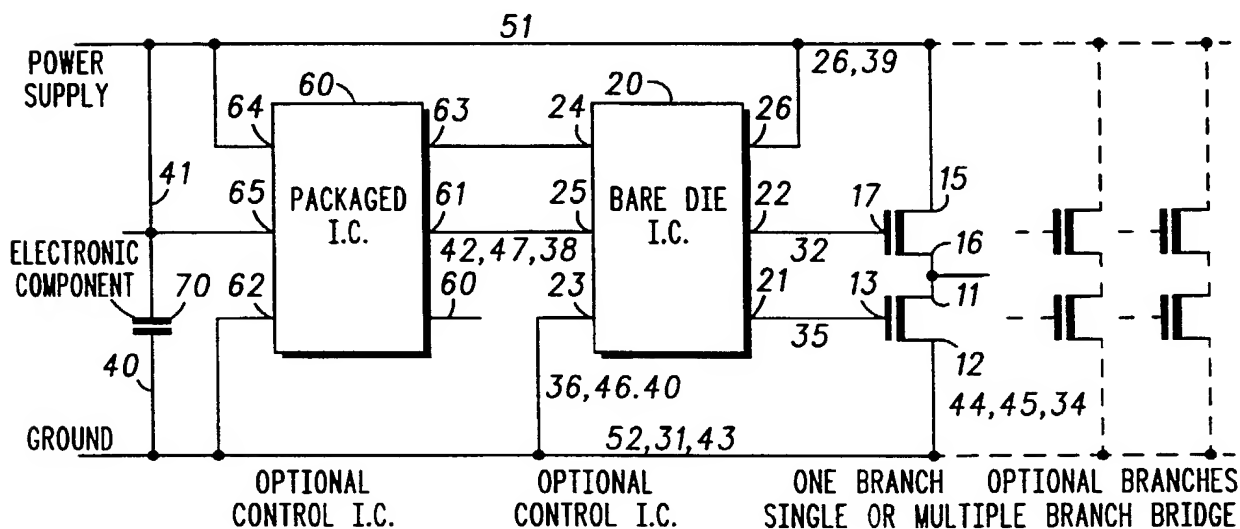 51
POWER
SUPPLY
26,39
60
20
64
63
24
26
41
65
PACKAGED
I.C.
61
25
BARE DIE
I.C.
22
17
15
42,47,38
32
16
ELECTRONIC
COMPONENT
70
62
60
23
21
13
11
35
12
40
36,46.40
44,45,34
GROUND
52,31,43
OPTIONAL
CONTROL I.C.
OPTIONAL
CONTROL I.C.
ONE BRANCH
OPTIONAL BRANCHES
SINGLE OR MULTIPLE BRANCH BRIDGE